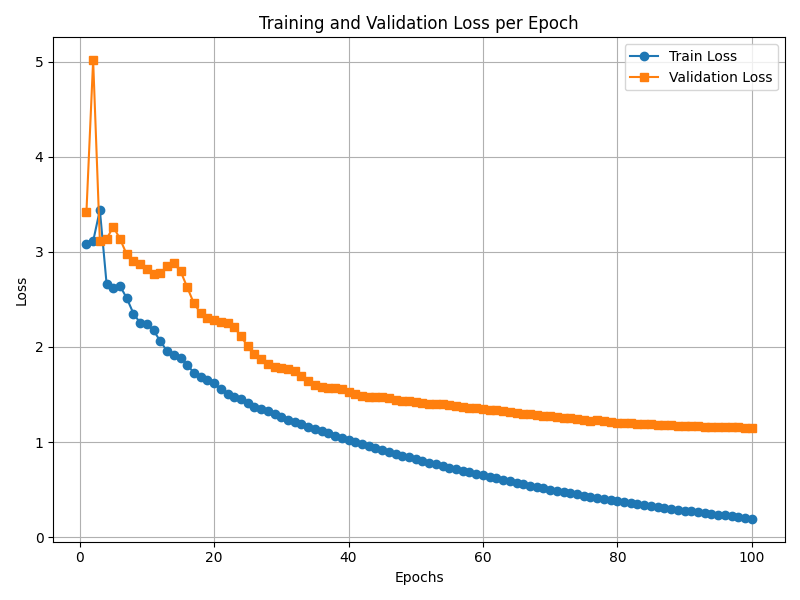 Training and Validation Loss per Epoch
Train Loss
Validation Loss
5
4
3
2
1
0
Loss
0 20 40 60 80 100
Epochs